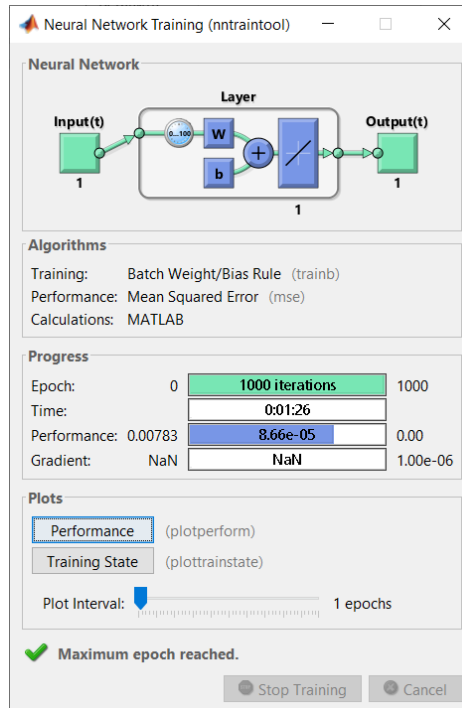 Neural Network Training (nntraintool)
Neural Network
Layer
Input(t)
Output(t)
0...100
W
b
+
1
1
1
Algorithms
Training: Batch Weight/Bias Rule (trainb)
Performance: Mean Squared Error (mse)
Calculations: MATLAB
Progress
Epoch: 0 1000 iterations 1000
Time: 0:01:26
Performance: 0.00783 8.66e-05 0.00
Gradient: NaN NaN 1.00e-06
Plots
Performance (plotperform)
Training State (plottrainstate)
Plot Interval: 1 epochs
Maximum epoch reached.
Stop Training Cancel